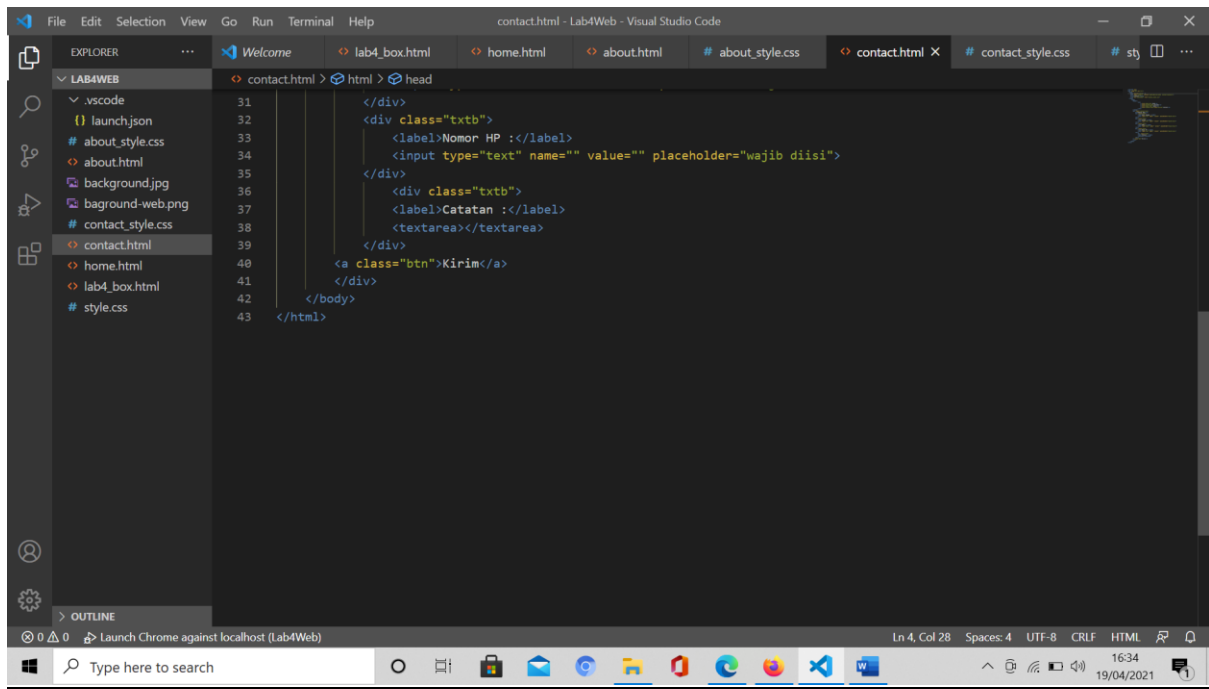 File Edit Selection View Go Run Terminal Help contact.html - Lab4Web - Visual Studio Code
EXPLORER
Welcome lab4_box.html home.html about.html # about_style.css contact.html # contact_style.css # sty
LAB4WEB
contact.html > html > head
.vscode
{} launch.json
# about_style.css
about.html
background.jpg
baground-web.png
# contact_style.css
contact.html
home.html
lab4_box.html
# style.css
31 </div>
32 <div class="txtb">
33 <label>Nomor HP :</label>
34 <input type="text" name="" value="" placeholder="wajib diisi">
35 </div>
36 <div class="txtb">
37 <label>Catatan :</label>
38 <textarea></textarea>
39 </div>
40 <a class="btn">Kirim</a>
41 </div>
42 </body>
43 </html>
OUTLINE
0 0 Launch Chrome against localhost (Lab4Web) Ln 4, Col 28 Spaces: 4 UTF-8 CRLF HTML
Type here to search
16:34
19/04/2021
1